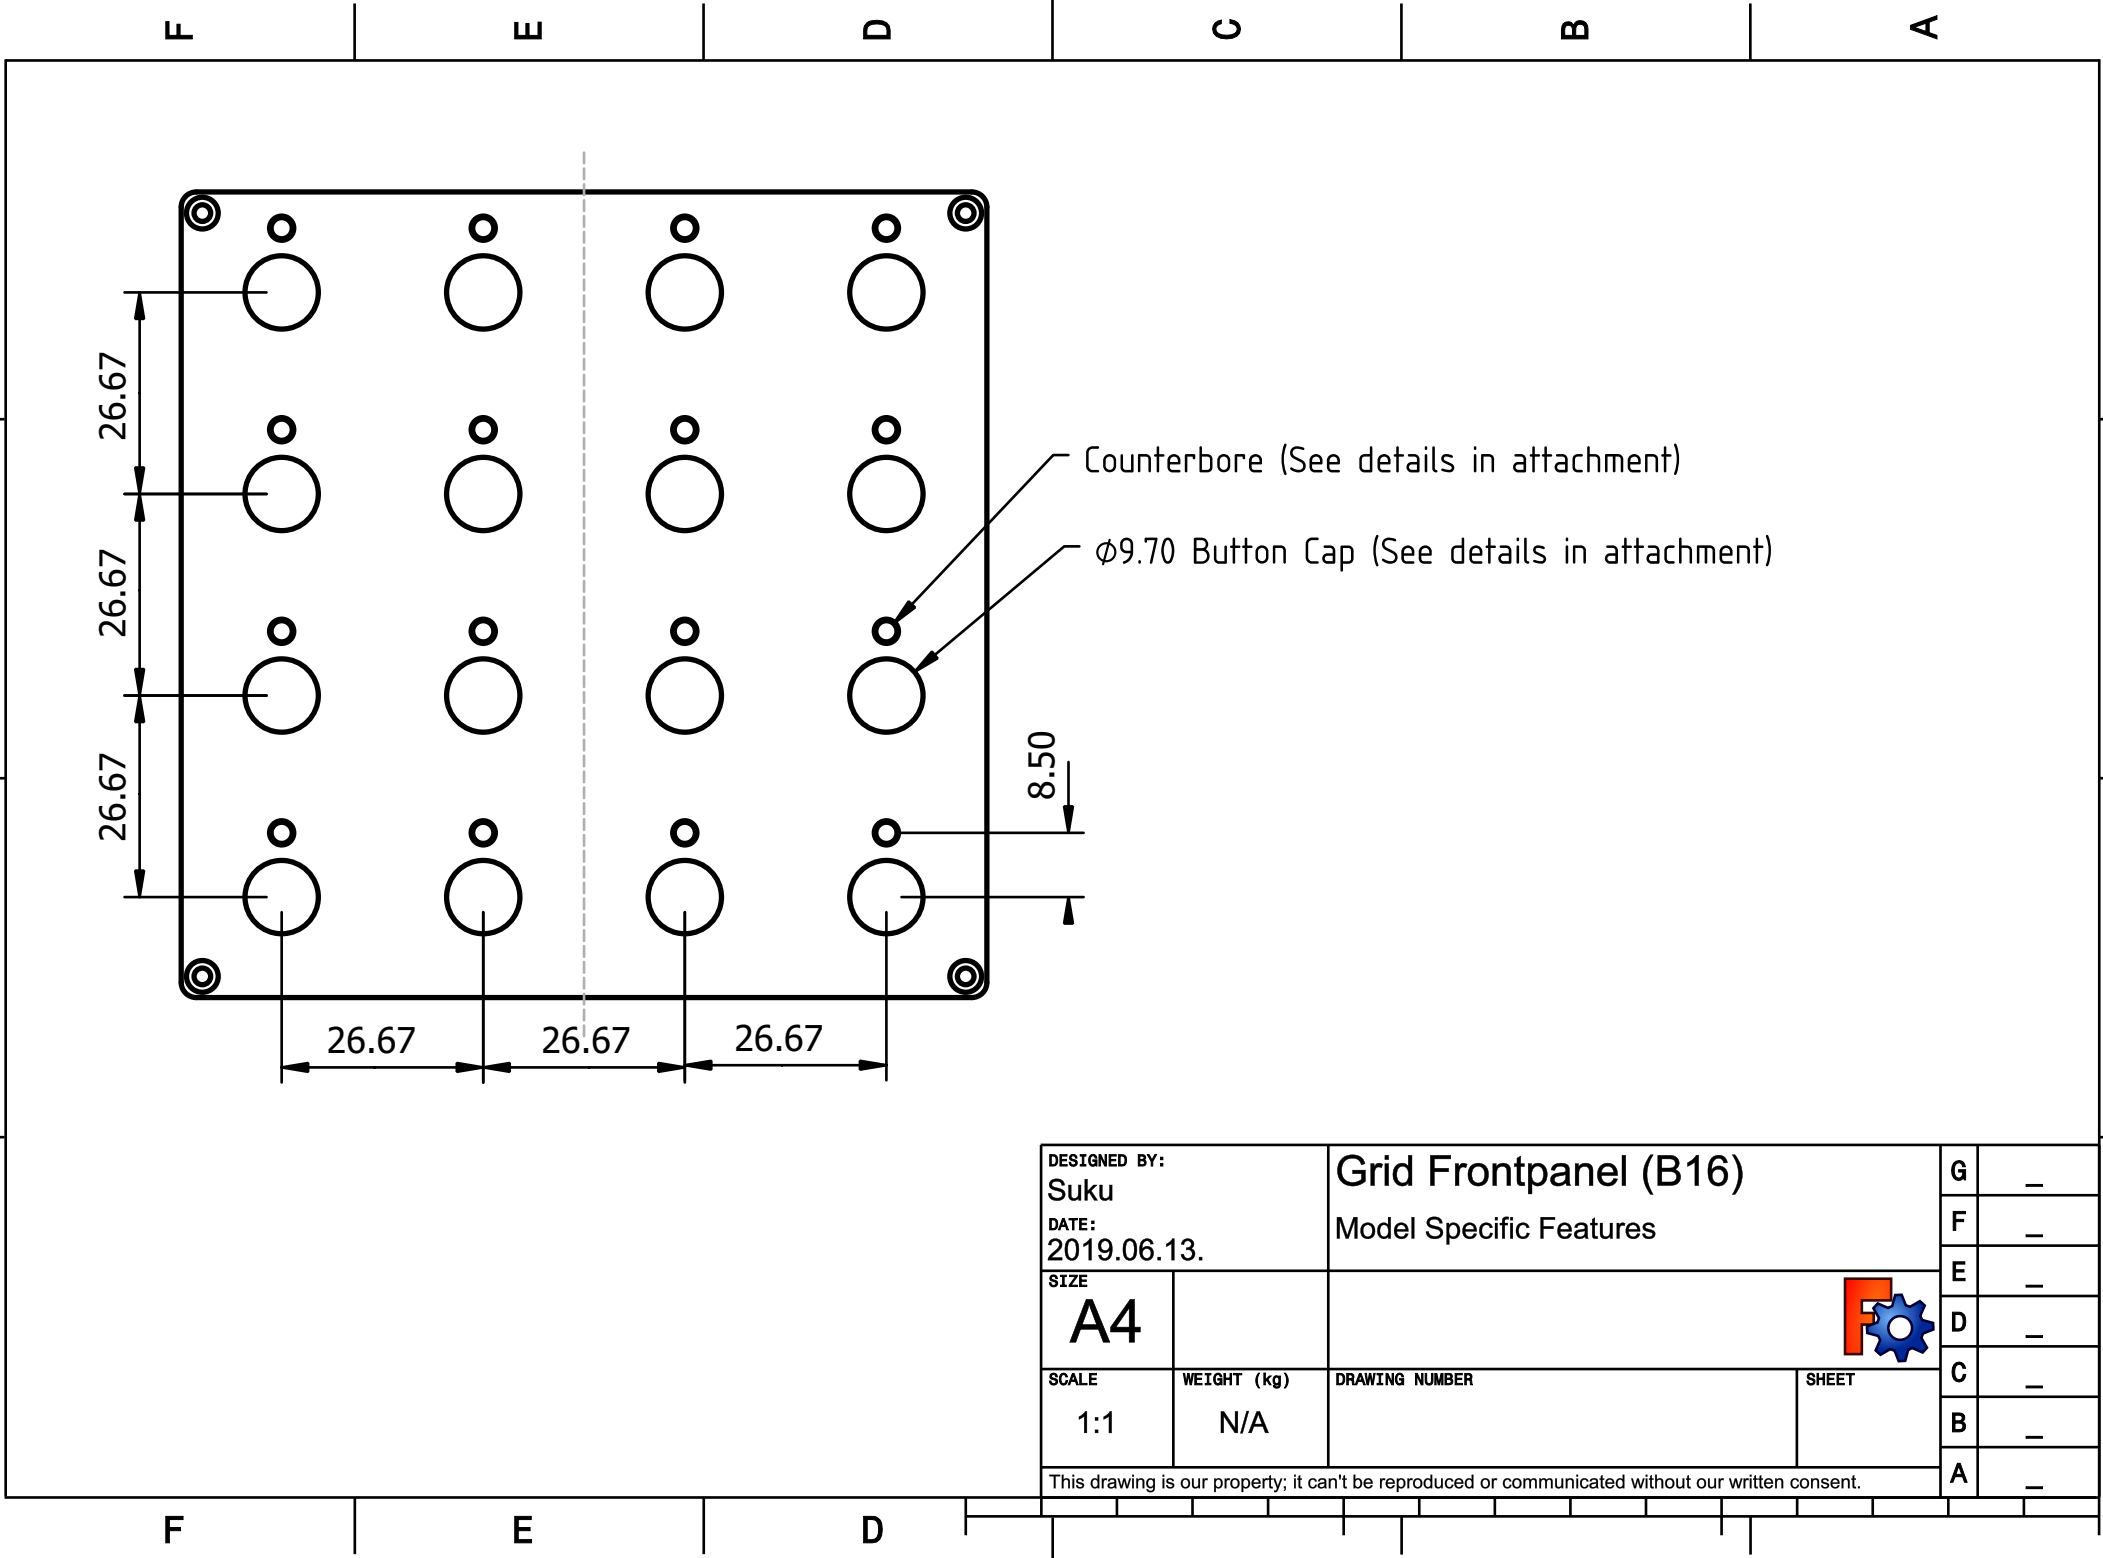 F E D C B A
26.67
Counterbore (See details in attachment)
⌀9.70 Button Cap (See details in attachment)
26.67
26.67
8.50
26.67 26.67 26.67
DESIGNED BY:
Suku
DATE:
2019.06.13.
Grid Frontpanel (B16)
Model Specific Features
SIZE
A4
SCALE
1:1
WEIGHT (kg)
N/A
DRAWING NUMBER
SHEET
G _
F _
E _
D _
C _
B _
A _
This drawing is our property; it can't be reproduced or communicated without our written consent.
F E D